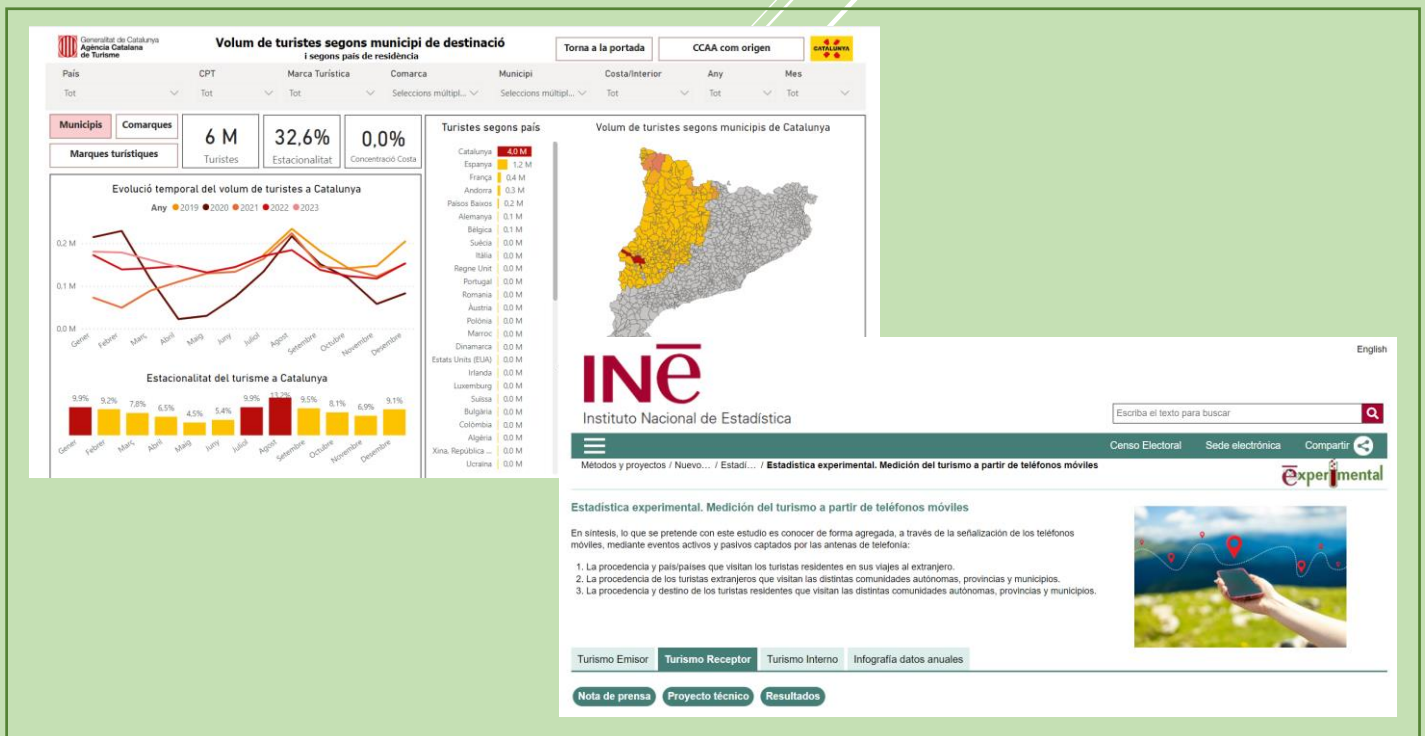 Generalitat de Catalunya
Agència Catalana
de Turisme
Volum de turistes segons municipi de destinació
i segons país de residència
Torna a la portada
CCAA com origen
CATALUNYA
País
CPT
Marca Turística
Comarca
Municipi
Costa/Interior
Any
Mes
Tot
Tot
Tot
Seleccions múltipl...
Seleccions múltipl...
Tot
Tot
Tot
Municipis
Comarques
Marques turístiques
6 M
Turistes
32,6%
Estacionalitat
0,0%
Concentració Costa
Evolució temporal del volum de turistes a Catalunya
Any 2019 2020 2021 2022 2023
0,2 M
0,1 M
0,0 M
Gener Febrer Març Abril Maig Juny Juliol Agost Setembre Octubre Novembre Desembre
Estacionalitat del turisme a Catalunya
9.9% 9.2% 7.8% 6.5% 4.5% 5.4% 9.9% 13.2% 9.5% 8.1% 6.9% 9.1%
Gener Febrer Març Abril Maig Juny Juliol Agost Setembre Octubre Novembre Desembre
Turistes segons país
Catalunya 4,0 M
Espanya 1,2 M
França 0,4 M
Andorra 0,3 M
Països Baixos 0,2 M
Alemanya 0,1 M
Bèlgica 0,1 M
Suècia 0,0 M
Itàlia 0,0 M
Regne Unit 0,0 M
Portugal 0,0 M
Romania 0,0 M
Àustria 0,0 M
Polònia 0,0 M
Marroc 0,0 M
Dinamarca 0,0 M
Estats Units (EUA) 0,0 M
Irlanda 0,0 M
Luxemburg 0,0 M
Suïssa 0,0 M
Bulgària 0,0 M
Colòmbia 0,0 M
Algèria 0,0 M
Xina, República ... 0,0 M
Ucraïna 0,0 M
Volum de turistes segons municipis de Catalunya
INe
Instituto Nacional de Estadística
English
Escriba el texto para buscar
Censo Electoral
Sede electrónica
Compartir
Métodos y proyectos / Nuevo... / Estadí... / Estadística experimental. Medición del turismo a partir de teléfonos móviles
experimental
Estadística experimental. Medición del turismo a partir de teléfonos móviles
En síntesis, lo que se pretende con este estudio es conocer de forma agregada, a través de la señalización de los teléfonos
móviles, mediante eventos activos y pasivos captados por las antenas de telefonía:
1. La procedencia y país/países que visitan los turistas residentes en sus viajes al extranjero.
2. La procedencia de los turistas extranjeros que visitan las distintas comunidades autónomas, provincias y municipios.
3. La procedencia y destino de los turistas residentes que visitan las distintas comunidades autónomas, provincias y municipios.
Turismo Emisor
Turismo Receptor
Turismo Interno
Infografía datos anuales
Nota de prensa
Proyecto técnico
Resultados